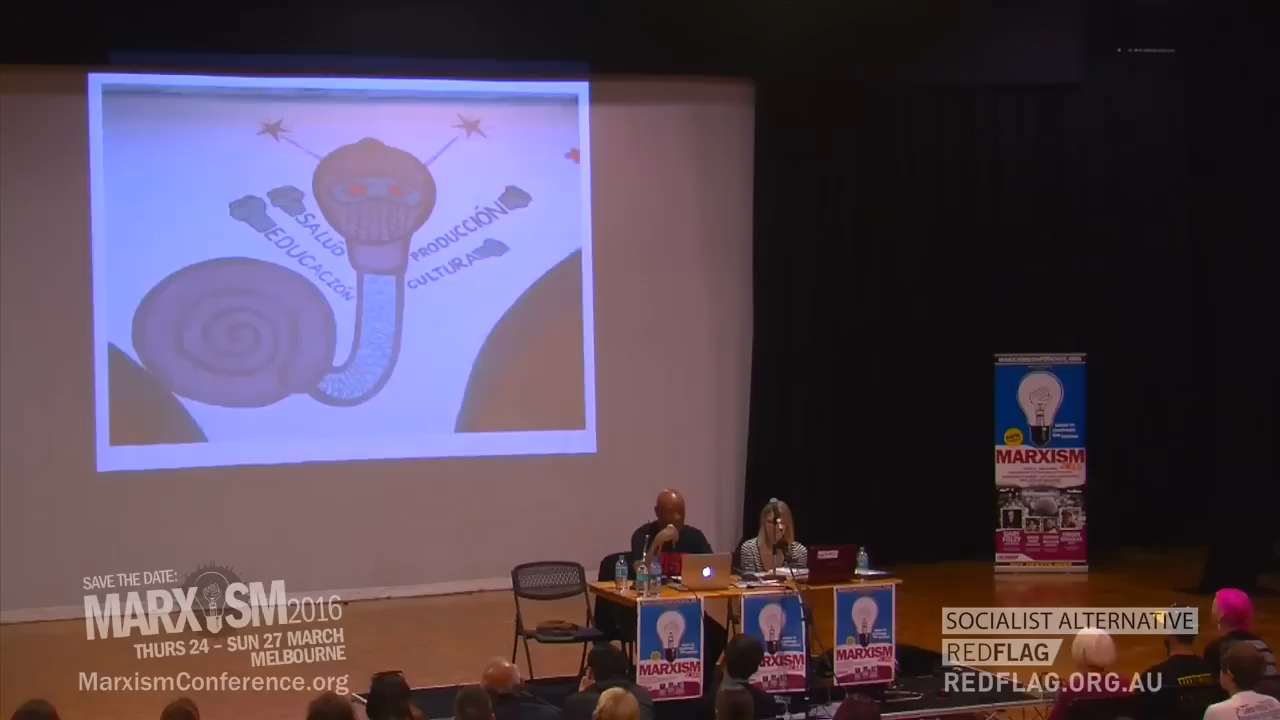 SALUD
EDUCACIÓN
PRODUCCIÓN
CULTURA
MARXISM
MARXISM
MARXISM
MARXISM
SAVE THE DATE:
MARXISM 2016
THURS 24 – SUN 27 MARCH
MELBOURNE
MarxismConference.org
SOCIALIST ALTERNATIVE
REDFLAG
REDFLAG.ORG.AU